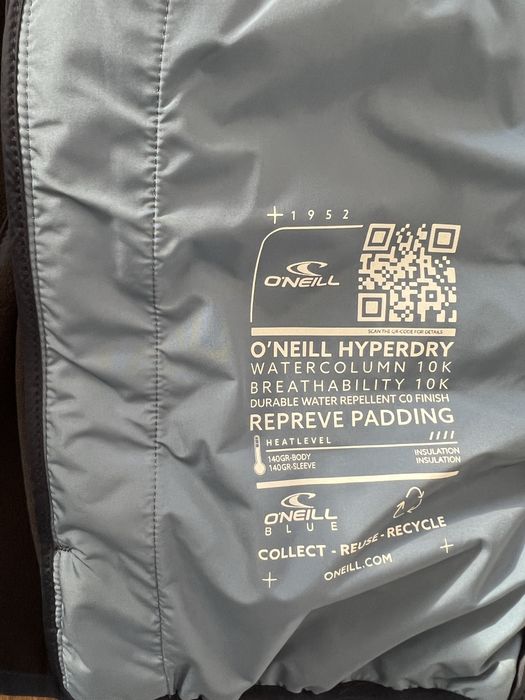 1952
O'NEILL
SCAN THE QR-CODE FOR DETAILS
O'NEILL HYPERDRY
WATERCOLUMN 10K
BREATHABILITY 10K
DURABLE WATER REPELLENT C0 FINISH
REPREVE PADDING
HEATLEVEL ////
140GR-BODY INSULATION
140GR-SLEEVE INSULATION
O'NEILL
BLUE
COLLECT - REUSE - RECYCLE
ONEILL.COM